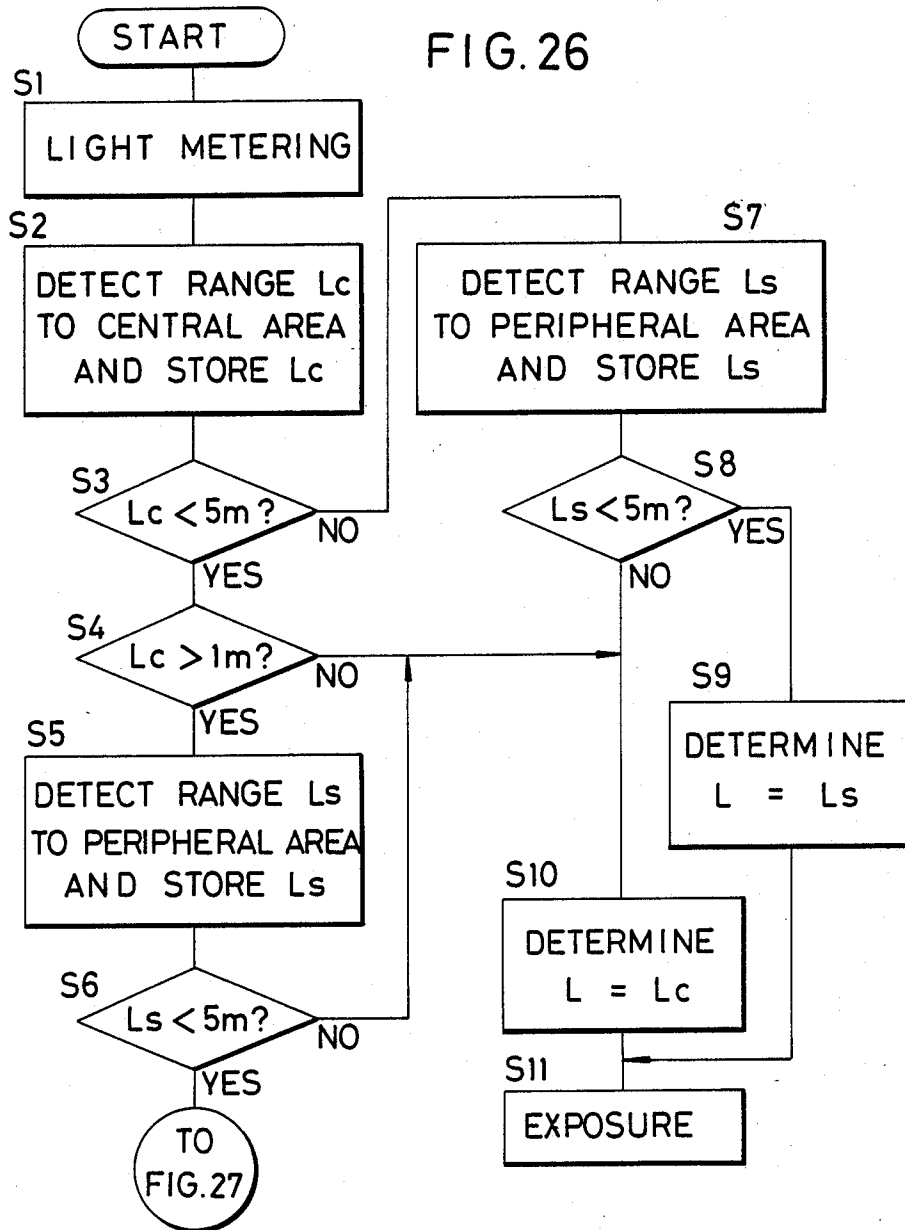 START
FIG.26
S1
LIGHT METERING
S2
DETECT RANGE Lc
TO CENTRAL AREA
AND STORE Lc
S3
Lc < 5m?
NO
YES
S4
Lc > 1m?
NO
YES
S5
DETECT RANGE Ls
TO PERIPHERAL AREA
AND STORE Ls
S6
Ls < 5m?
NO
YES
TO
FIG.27
S7
DETECT RANGE Ls
TO PERIPHERAL AREA
AND STORE Ls
S8
Ls < 5m?
YES
NO
S9
DETERMINE
L = Ls
S10
DETERMINE
L = Lc
S11
EXPOSURE